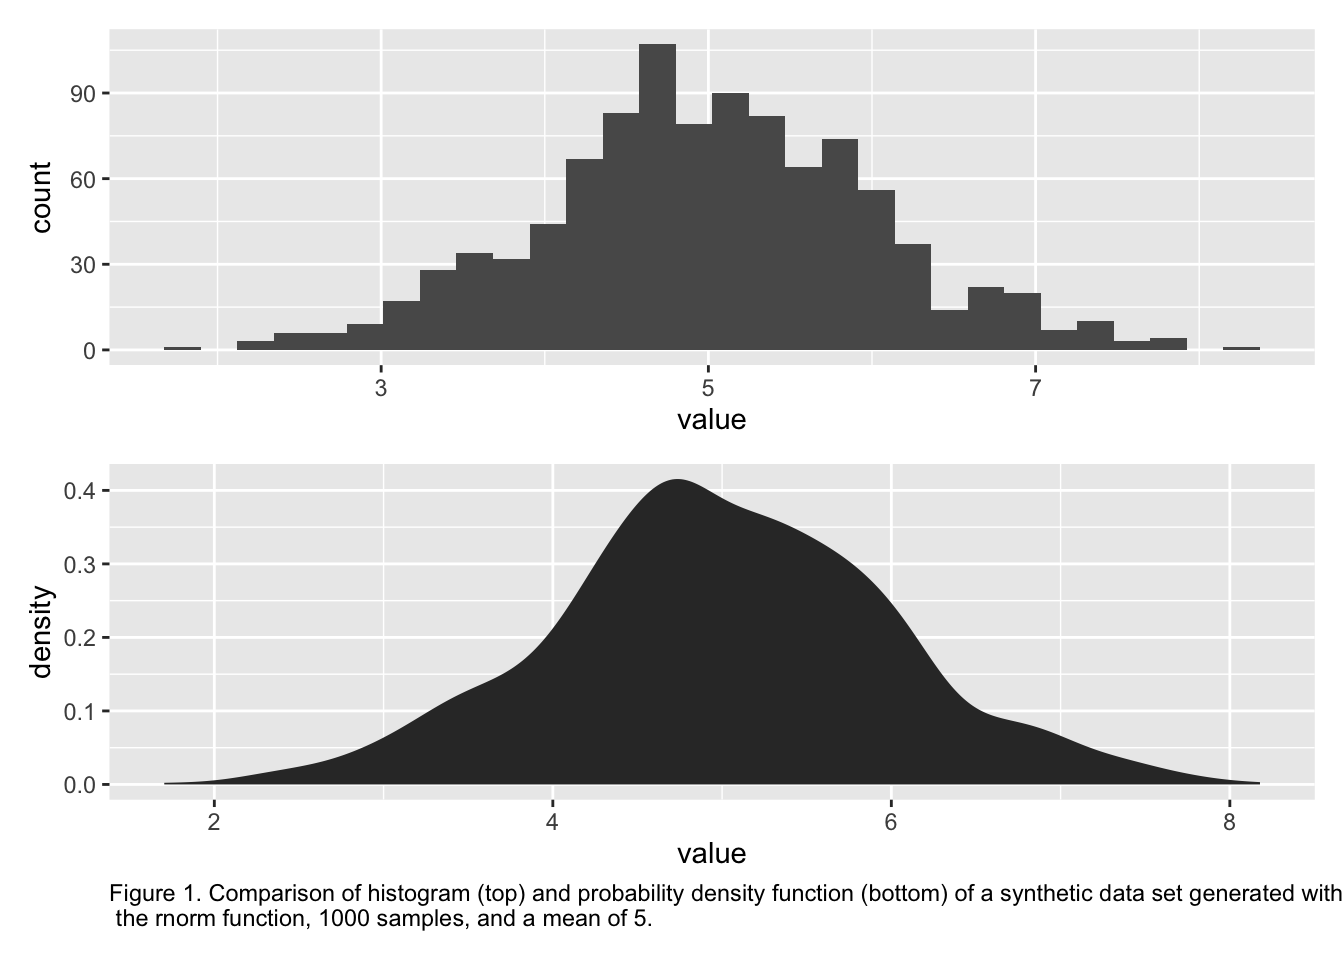 90
60
30
0
count
3
5
7
value
0.4
0.3
0.2
0.1
0.0
density
2
4
6
8
value
Figure 1. Comparison of histogram (top) and probability density function (bottom) of a synthetic data set generated with
the rnorm function, 1000 samples, and a mean of 5.